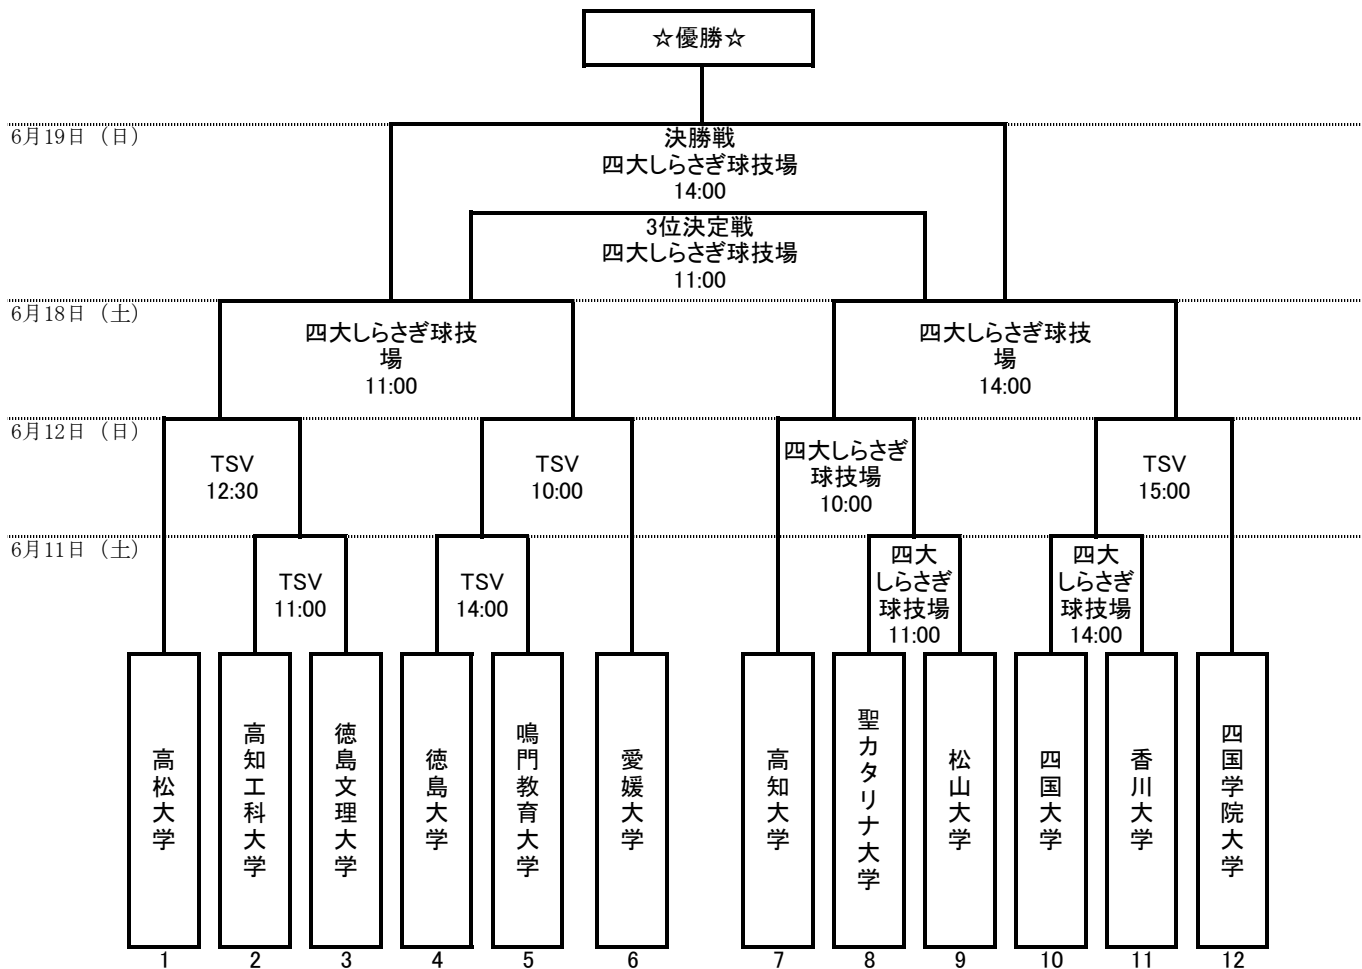 ☆優勝☆
6月19日（日）
決勝戦
四大しらさぎ球技場
14:00
3位決定戦
四大しらさぎ球技場
11:00
6月18日（土）
四大しらさぎ球技
場
11:00
四大しらさぎ球技
場
14:00
6月12日（日）
TSV
12:30
TSV
10:00
四大しらさぎ
球技場
10:00
TSV
15:00
6月11日（土）
TSV
11:00
TSV
14:00
四大
しらさぎ
球技場
11:00
四大
しらさぎ
球技場
14:00
高松大学
高知工科大学
徳島文理大学
徳島大学
鳴門教育大学
愛媛大学
高知大学
聖カタリナ大学
松山大学
四国大学
香川大学
四国学院大学
1 2 3 4 5 6 7 8 9 10 11 12